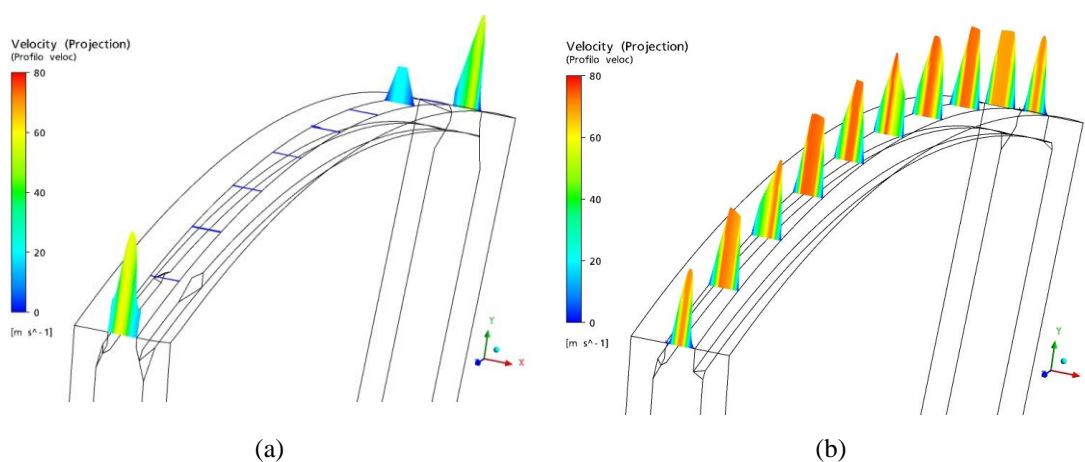 Velocity (Projection)
(Profilo veloc)
80
60
40
20
0
[m s^-1]
Y
X
Velocity (Projection)
(Profilo veloc)
80
60
40
20
0
[m s^-1]
Y
X
(a)
(b)